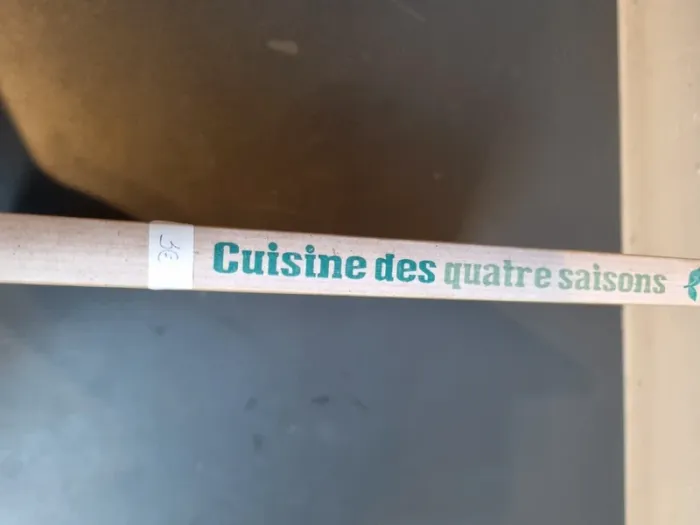 3€
Cuisine des quatre saisons